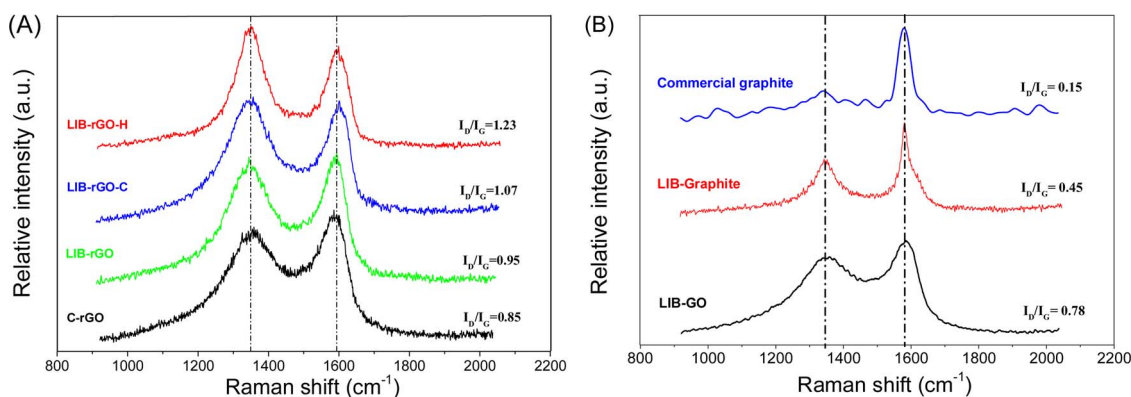 (A)
Relative intensity (a.u.)
LIB-rGO-H
I_D/I_G=1.23
LIB-rGO-C
I_D/I_G=1.07
LIB-rGO
I_D/I_G=0.95
C-rGO
I_D/I_G=0.85
800 1000 1200 1400 1600 1800 2000 2200
Raman shift (cm⁻¹)
(B)
Relative intensity (a.u.)
Commercial graphite
I_D/I_G= 0.15
LIB-Graphite
I_D/I_G= 0.45
LIB-GO
I_D/I_G= 0.78
800 1000 1200 1400 1600 1800 2000 2200
Raman shift (cm⁻¹)